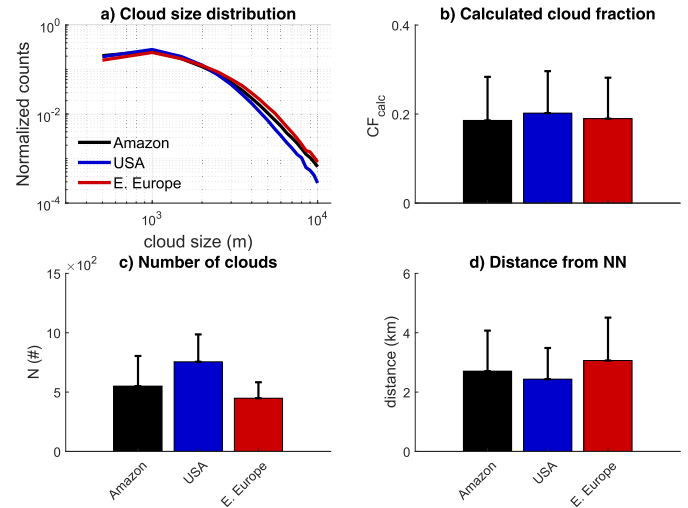 a) Cloud size distribution
10^0
10^-2
10^-4
Normalized counts
Amazon
USA
E. Europe
10^3
10^4
cloud size (m)
b) Calculated cloud fraction
0.4
0.2
0
CF_calc
c) Number of clouds
×10^2
15
10
5
0
N (#)
Amazon
USA
E. Europe
d) Distance from NN
6
4
2
0
distance (km)
Amazon
USA
E. Europe